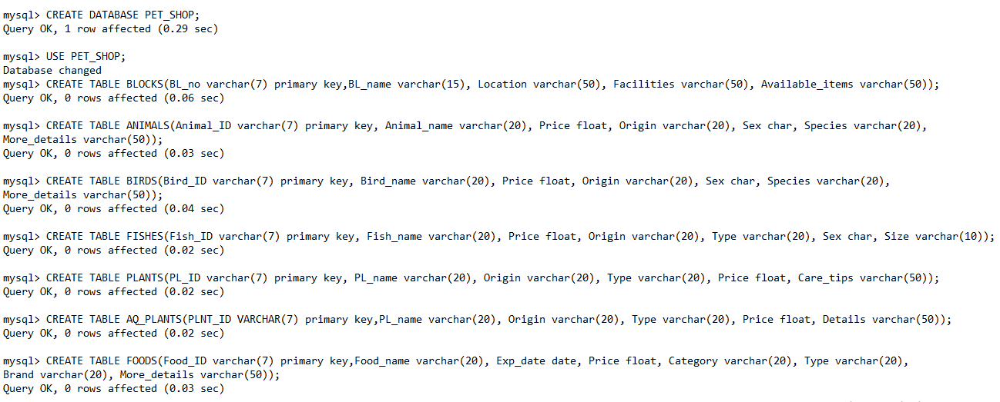 mysql> CREATE DATABASE PET_SHOP;
Query OK, 1 row affected (0.29 sec)
mysql> USE PET_SHOP;
Database changed
mysql> CREATE TABLE BLOCKS(BL_no varchar(7) primary key,BL_name varchar(15), Location varchar(50), Facilities varchar(50), Available_items varchar(50));
Query OK, 0 rows affected (0.06 sec)
mysql> CREATE TABLE ANIMALS(Animal_ID varchar(7) primary key, Animal_name varchar(20), Price float, Origin varchar(20), Sex char, Species varchar(20),
More_details varchar(50));
Query OK, 0 rows affected (0.03 sec)
mysql> CREATE TABLE BIRDS(Bird_ID varchar(7) primary key, Bird_name varchar(20), Price float, Origin varchar(20), Sex char, Species varchar(20),
More_details varchar(50));
Query OK, 0 rows affected (0.04 sec)
mysql> CREATE TABLE FISHES(Fish_ID varchar(7) primary key, Fish_name varchar(20), Price float, Origin varchar(20), Type varchar(20), Sex char, Size varchar(10));
Query OK, 0 rows affected (0.02 sec)
mysql> CREATE TABLE PLANTS(PL_ID varchar(7) primary key, PL_name varchar(20), Origin varchar(20), Type varchar(20), Price float, Care_tips varchar(50));
Query OK, 0 rows affected (0.02 sec)
mysql> CREATE TABLE AQ_PLANTS(PLNT_ID VARCHAR(7) primary key,PL_name varchar(20), Origin varchar(20), Type varchar(20), Price float, Details varchar(50));
Query OK, 0 rows affected (0.02 sec)
mysql> CREATE TABLE FOODS(Food_ID varchar(7) primary key,Food_name varchar(20), Exp_date date, Price float, Category varchar(20), Type varchar(20),
Brand varchar(20), More_details varchar(50));
Query OK, 0 rows affected (0.03 sec)